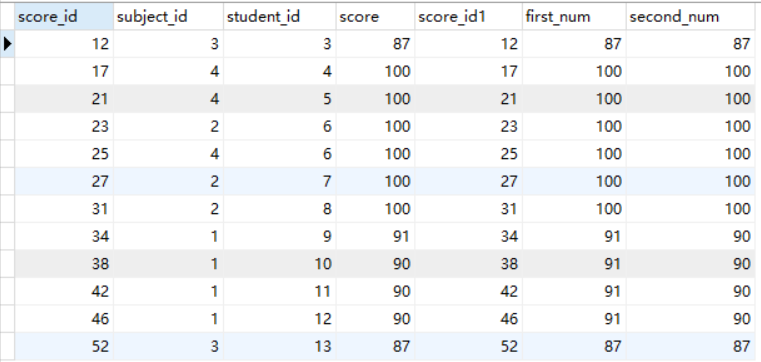 score_id subject_id student_id score score_id1 first_num second_num
12 3 3 87 12 87 87
17 4 4 100 17 100 100
21 4 5 100 21 100 100
23 2 6 100 23 100 100
25 4 6 100 25 100 100
27 2 7 100 27 100 100
31 2 8 100 31 100 100
34 1 9 91 34 91 90
38 1 10 90 38 91 90
42 1 11 90 42 91 90
46 1 12 90 46 91 90
52 3 13 87 52 87 87